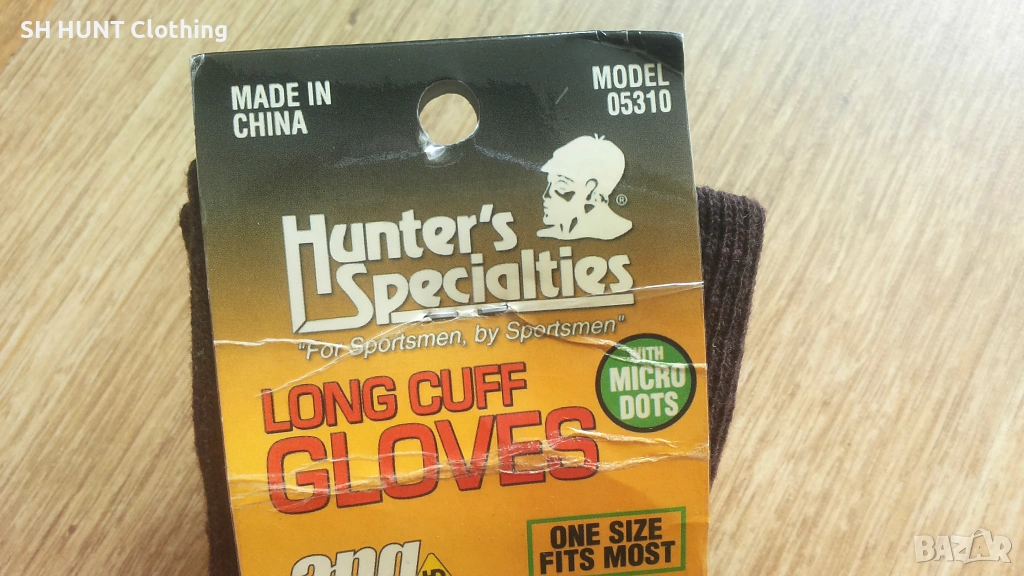 SH HUNT Clothing
MADE IN
CHINA
MODEL
05310
Hunter's
Specialties
®
"For Sportsmen, by Sportsmen"
WITH
MICRO
DOTS
LONG CUFF
GLOVES
ONE SIZE
FITS MOST
BAZAR